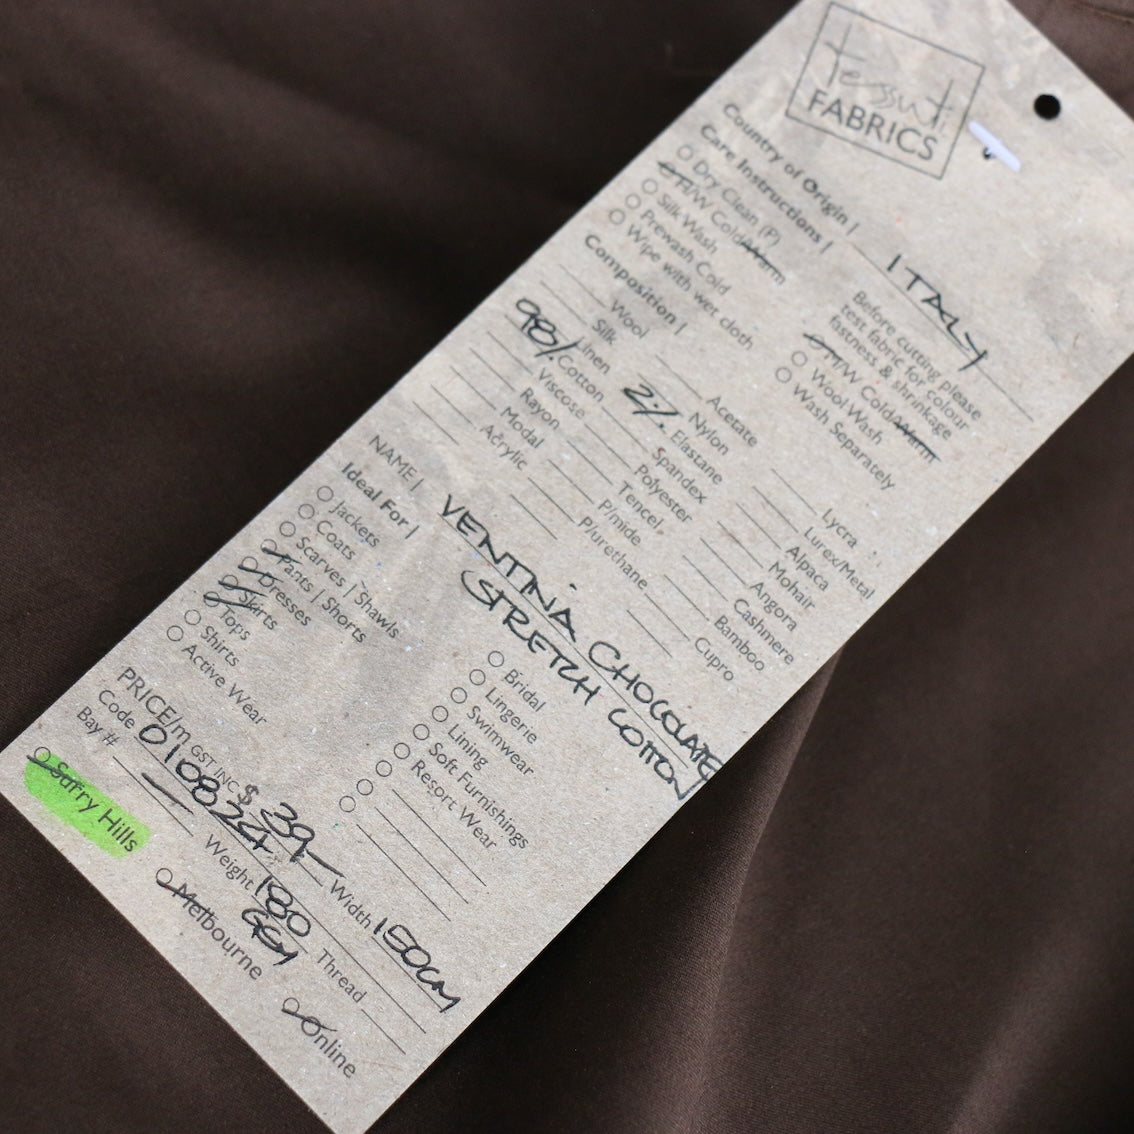 tessuti
FABRICS
Country of Origin | ITALY
Care Instructions |
Dry Clean (P)
H/W Cold/Warm
Silk Wash
Prewash Cold
Wipe with wet cloth
Before cutting please
test fabric for colour
fastness & shrinkage
M/W Cold/Warm
Wool Wash
Wash Separately
Composition |
Wool
Silk
Linen
98% Cotton
Viscose
Rayon
Modal
Acrylic
Acetate
Nylon
2% Elastane
Spandex
Polyester
Tencel
P/mide
P/urethane
Lycra
Lurex/Metal
Alpaca
Mohair
Angora
Cashmere
Bamboo
Cupro
NAME | VENTINA CHOCOLATE
STRETCH COTTON
Ideal For |
Jackets
Coats
Scarves | Shawls
Pants | Shorts
Dresses
Skirts
Tops
Shirts
Active Wear
Bridal
Lingerie
Swimwear
Lining
Soft Furnishings
Resort Wear
PRICE/m GST INC $ 39- Width 150cm
Code 010824 Weight 180 GSM Thread
Bay #
Surry Hills
Melbourne
Online